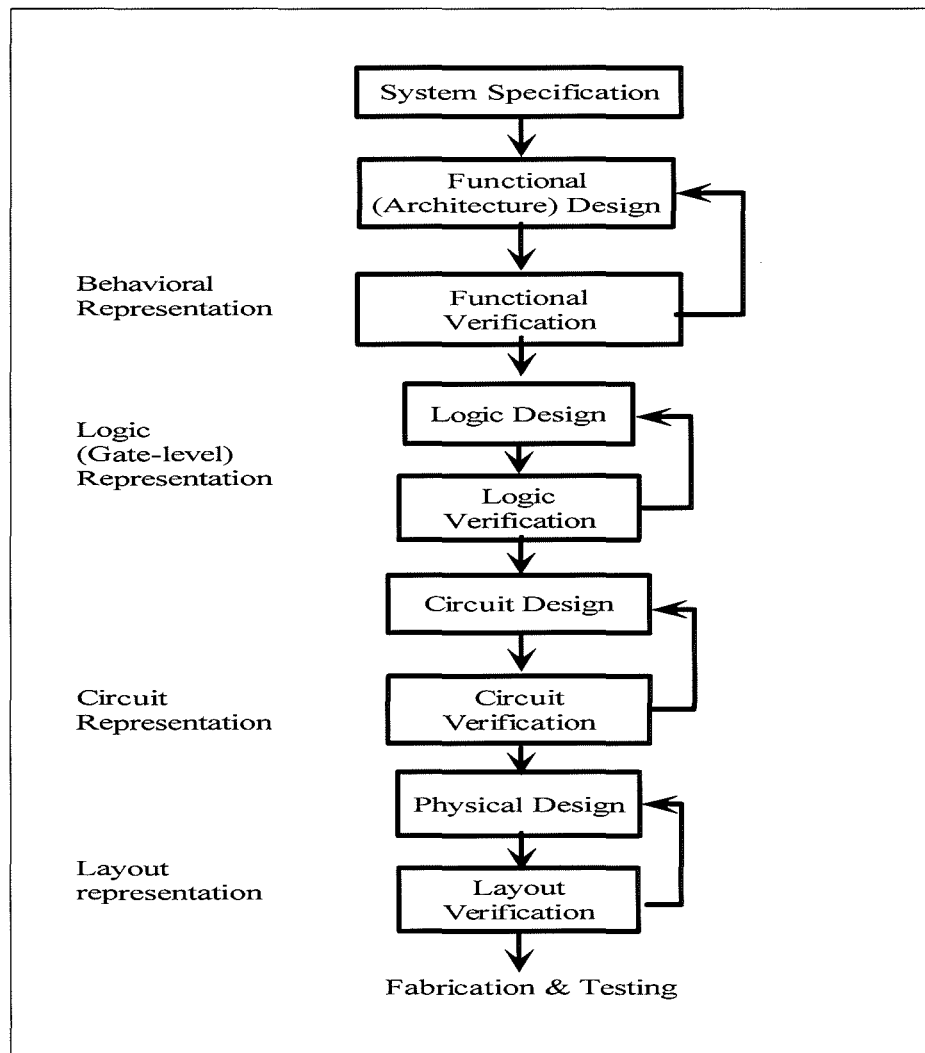 System Specification
Functional
(Architecture) Design
Behavioral
Representation
Functional
Verification
Logic Design
Logic
(Gate-level)
Representation
Logic
Verification
Circuit Design
Circuit
Representation
Circuit
Verification
Physical Design
Layout
representation
Layout
Verification
Fabrication & Testing